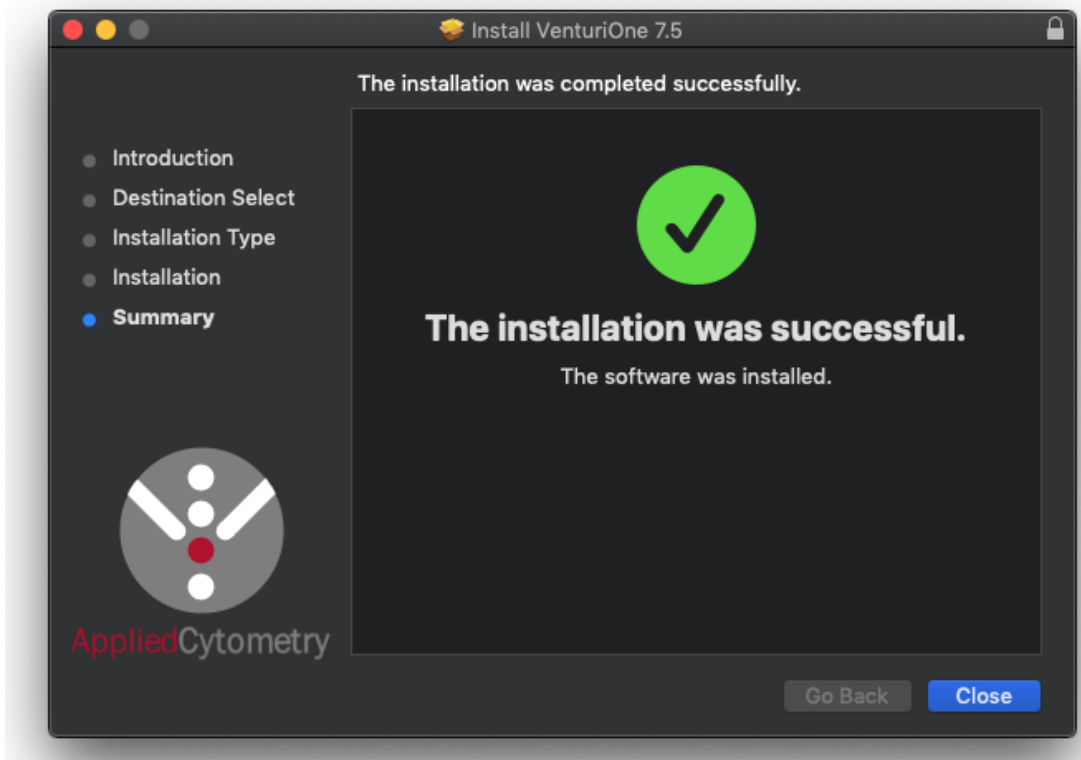 Install VenturiOne 7.5
The installation was completed successfully.
Introduction
Destination Select
Installation Type
Installation
Summary
The installation was successful.
The software was installed.
AppliedCytometry
Go Back
Close